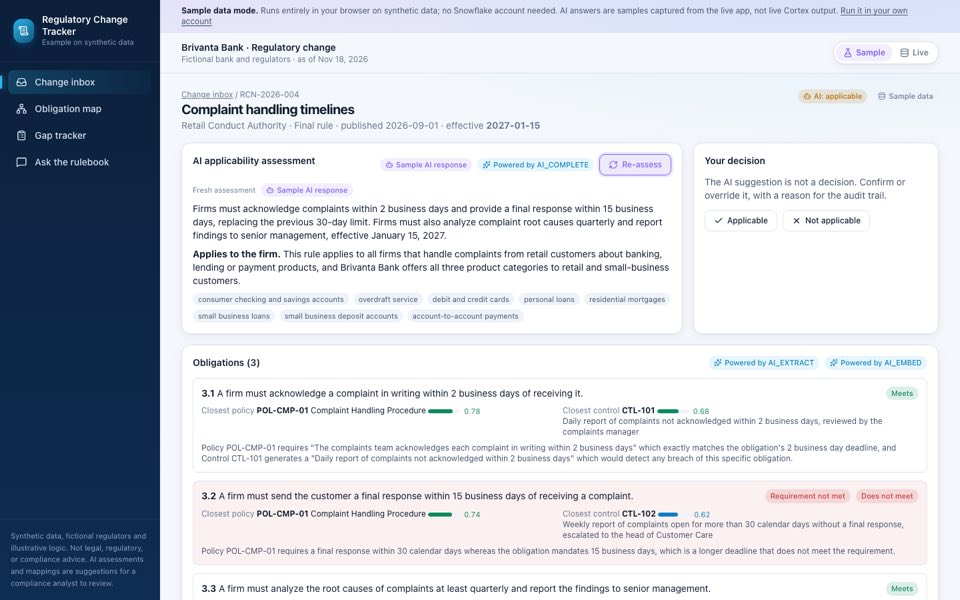 Regulatory Change
Tracker
Example on synthetic data
Change inbox
Obligation map
Gap tracker
Ask the rulebook
Synthetic data, fictional regulators and
illustrative logic. Not legal, regulatory,
or compliance advice. AI assessments
and mappings are suggestions for a
compliance analyst to review.
Sample data mode. Runs entirely in your browser on synthetic data; no Snowflake account needed. AI answers are samples captured from the live app, not live Cortex output. Run it in your own
account
Brivanta Bank · Regulatory change
Fictional bank and regulators · as of Nov 18, 2026
Sample
Live
Change inbox / RCN-2026-004
AI: applicable
Sample data
Complaint handling timelines
Retail Conduct Authority · Final rule · published 2026-09-01 · effective 2027-01-15
AI applicability assessment
Sample AI response
Powered by AI_COMPLETE
Re-assess
Fresh assessment
Sample AI response
Firms must acknowledge complaints within 2 business days and provide a final response within 15 business
days, replacing the previous 30-day limit. Firms must also analyze complaint root causes quarterly and report
findings to senior management, effective January 15, 2027.
Applies to the firm. This rule applies to all firms that handle complaints from retail customers about banking,
lending or payment products, and Brivanta Bank offers all three product categories to retail and small-business
customers.
consumer checking and savings accounts
overdraft service
debit and credit cards
personal loans
residential mortgages
small business loans
small business deposit accounts
account-to-account payments
Your decision
The AI suggestion is not a decision. Confirm or
override it, with a reason for the audit trail.
Applicable
Not applicable
Obligations (3)
Powered by AI_EXTRACT
Powered by AI_EMBED
3.1 A firm must acknowledge a complaint in writing within 2 business days of receiving it.
Meets
Closest policy POL-CMP-01 Complaint Handling Procedure 0.78
Closest control CTL-101 0.68
Daily report of complaints not acknowledged within 2 business days, reviewed by the
complaints manager
Policy POL-CMP-01 requires "The complaints team acknowledges each complaint in writing within 2 business days" which exactly matches the obligation's 2 business day deadline, and
Control CTL-101 generates a "Daily report of complaints not acknowledged within 2 business days" which would detect any breach of this specific obligation.
3.2 A firm must send the customer a final response within 15 business days of receiving a complaint.
Requirement not met
Does not meet
Closest policy POL-CMP-01 Complaint Handling Procedure 0.74
Closest control CTL-102 0.62
Weekly report of complaints open for more than 30 calendar days without a final response,
escalated to the head of Customer Care
Policy POL-CMP-01 requires a final response within 30 calendar days whereas the obligation mandates 15 business days, which is a longer deadline that does not meet the requirement.
3.3 A firm must analyze the root causes of complaints at least quarterly and report the findings to senior management.
Meets